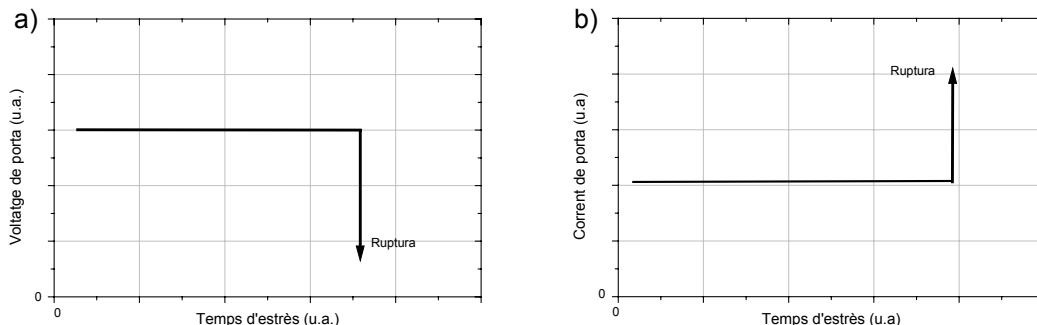 a)
Voltatge de porta (u.a.)
Ruptura
0
0
Temps d'estrès (u.a.)
b)
Corrent de porta (u.a)
Ruptura
0
0
Temps d'estrès (u.a)